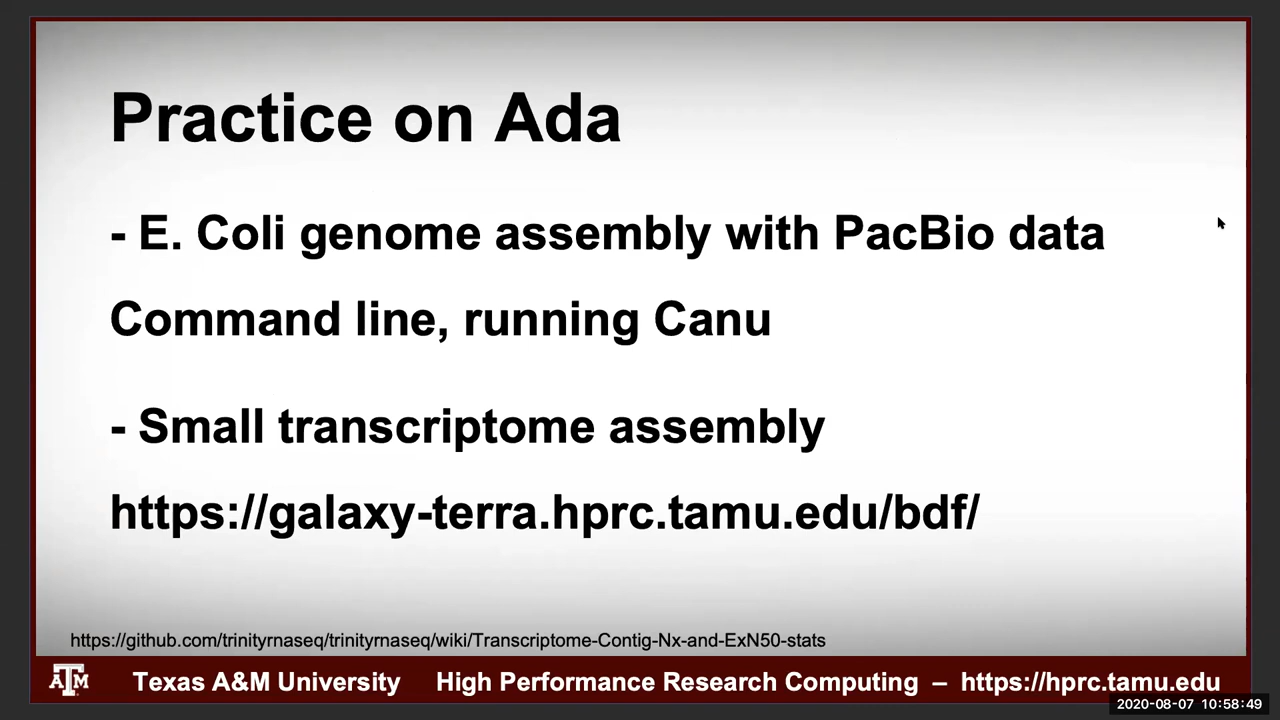 Practice on Ada
- E. Coli genome assembly with PacBio data
Command line, running Canu
- Small transcriptome assembly
https://galaxy-terra.hprc.tamu.edu/bdf/
https://github.com/trinityrnaseq/trinityrnaseq/wiki/Transcriptome-Contig-Nx-and-ExN50-stats
ATM Texas A&M University High Performance Research Computing – https://hprc.tamu.edu
2020-08-07 10:58:49